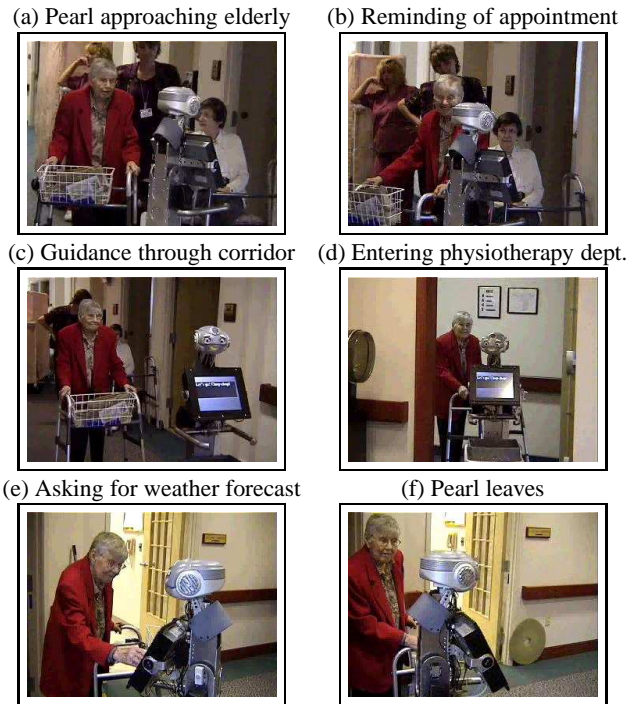 (a) Pearl approaching elderly
(b) Reminding of appointment
(c) Guidance through corridor
(d) Entering physiotherapy dept.
(e) Asking for weather forecast
(f) Pearl leaves